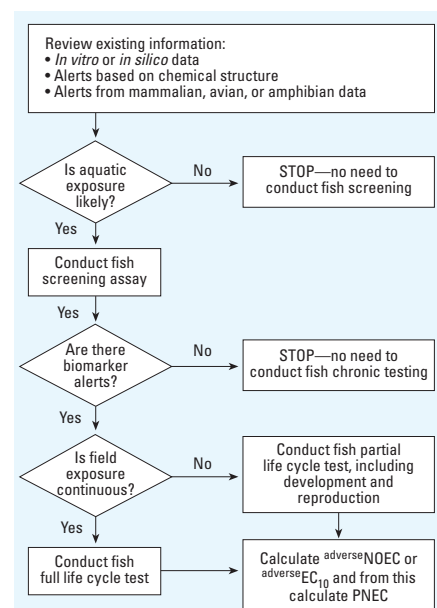 Review existing information:
• In vitro or in silico data
• Alerts based on chemical structure
• Alerts from mammalian, avian, or amphibian data
Is aquatic
exposure
likely?
No
STOP—no need to
conduct fish screening
Yes
Conduct fish
screening assay
Yes
Are there
biomarker
alerts?
No
STOP—no need to
conduct fish chronic testing
Yes
Is field
exposure
continuous?
No
Conduct fish partial
life cycle test, including
development and
reproduction
Yes
Conduct fish
full life cycle test
Calculate adverseNOEC or
adverseEC10 and from this
calculate PNEC